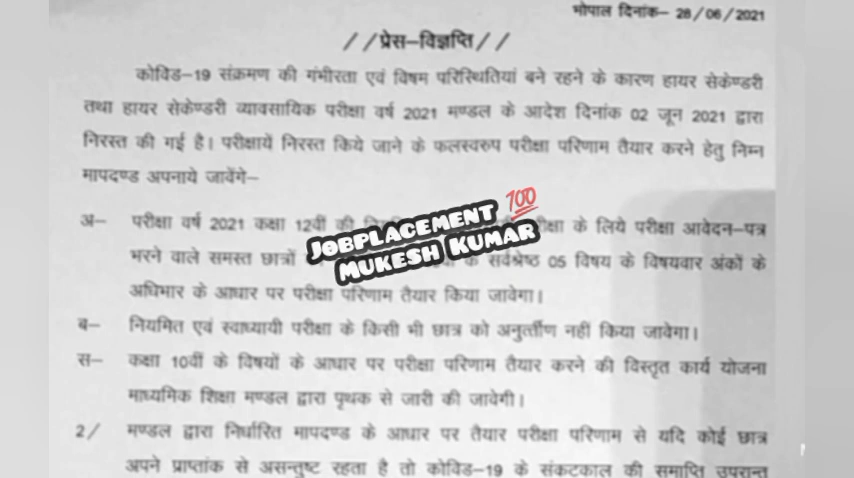 भोपाल दिनांक- 28/06/2021
//प्रेस-विज्ञप्ति//
कोविड-19 संक्रमण की गंभीरता एवं विषम परिस्थितियां बने रहने के कारण हायर सेकेण्डरी
तथा हायर सेकेण्डरी व्यावसायिक परीक्षा वर्ष 2021 मण्डल के आदेश दिनांक 02 जून 2021 द्वारा
निरस्त की गई है। परीक्षायें निरस्त किये जाने के फलस्वरुप परीक्षा परिणाम तैयार करने हेतु निम्न
मापदण्ड अपनाये जावेंगे-
अ- परीक्षा वर्ष 2021 कक्षा 12वीं की के लिये परीक्षा आवेदन-पत्र
JOBPLACEMENT 💯
भरने वाले समस्त छात्रों के सर्वश्रेष्ठ 05 विषय के विषयवार अंकों के
MUKESH KUMAR
अधिभार के आधार पर परीक्षा परिणाम तैयार किया जावेगा।
ब- नियमित एवं स्वाध्यायी परीक्षा के किसी भी छात्र को अनुर्त्तीण नहीं किया जावेगा।
स- कक्षा 10वीं के विषयों के आधार पर परीक्षा परिणाम तैयार करने की विस्तृत कार्य योजना
माध्यमिक शिक्षा मण्डल द्वारा पृथक से जारी की जावेगी।
2/ मण्डल द्वारा निर्धारित मापदण्ड के आधार पर तैयार परीक्षा परिणाम से यदि कोई छात्र
अपने प्राप्तांक से असन्तुष्ट रहता है तो कोविड-19 के संकटकाल की समाप्ति उपरान्त